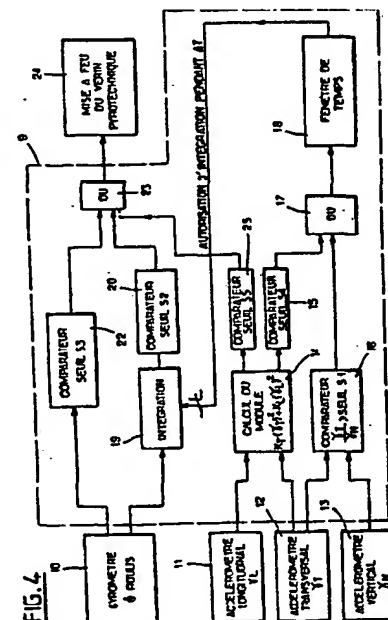 FIG. 4
9
24
MISE A FEU
DU VERIN
PYROTECHNIQUE
OU
23
AUTORISATION D'INTEGRATION PENDANT ΔT
22
COMPARATEUR
SEUIL S3
20
COMPARATEUR
SEUIL S2
19
INTEGRATION
25
COMPARATEUR
SEUIL S5
COMPARATEUR
SEUIL S4
15
CALCUL DU
MODULE
14
COMPARATEUR
SEUIL S1
16
17
OU
18
FENÊTRE DE
TEMPS
10
GYROMETRE
ROULIS
11
ACCELEROMETRE
LONGITUDINAL
γL
12
ACCELEROMETRE
TRANSVERSAL
γT
13
ACCELEROMETRE
VERTICAL